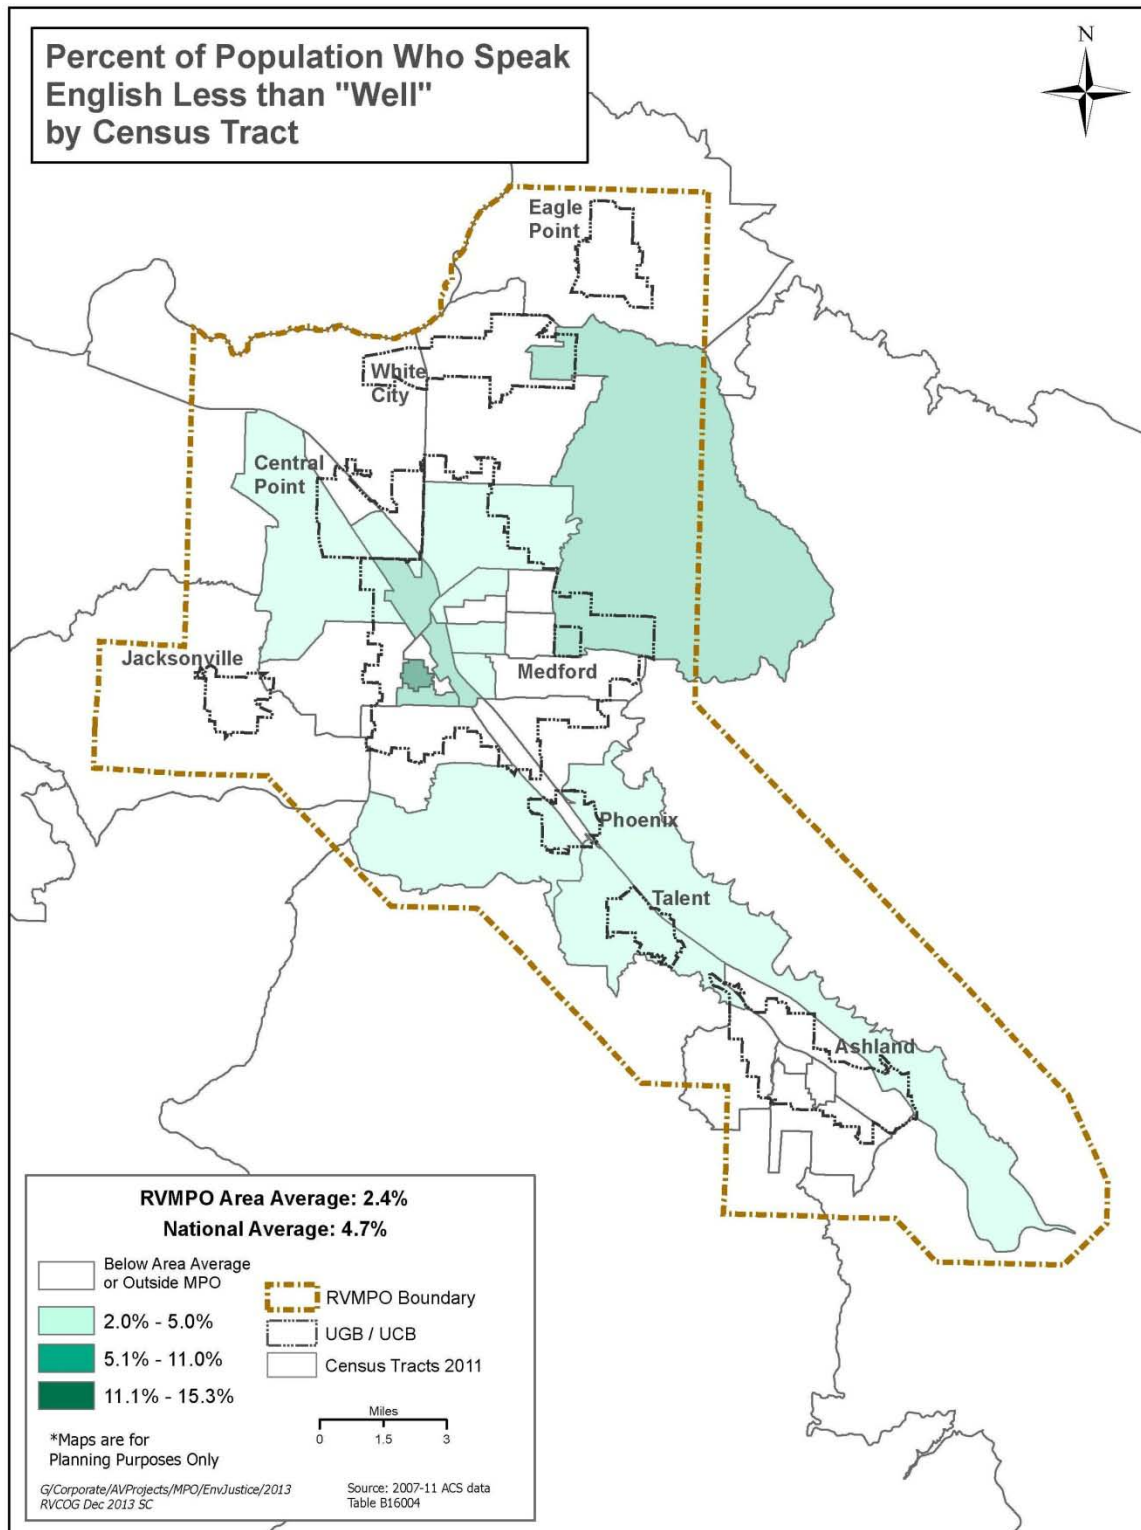 Percent of Population Who Speak
English Less than "Well"
by Census Tract
N
Eagle
Point
White
City
Central
Point
Jacksonville
Medford
Phoenix
Talent
Ashland
RVMPO Area Average: 2.4%
National Average: 4.7%
Below Area Average
or Outside MPO
2.0% - 5.0%
5.1% - 11.0%
11.1% - 15.3%
RVMPO Boundary
UGB / UCB
Census Tracts 2011
Miles
0 1.5 3
*Maps are for
Planning Purposes Only
G/Corporate/AVProjects/MPO/EnvJustice/2013
RVCOG Dec 2013 SC
Source: 2007-11 ACS data
Table B16004